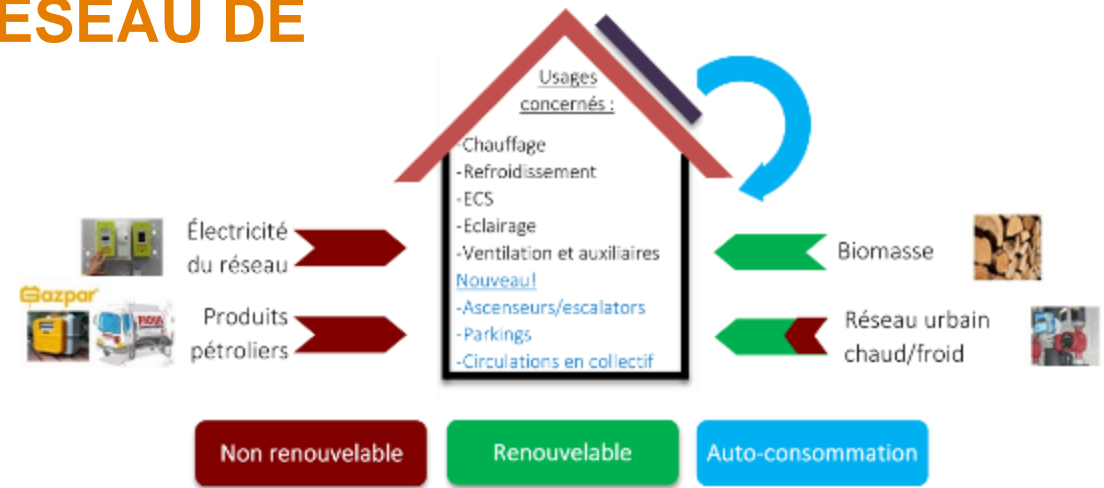 ESEAU DE
Usages
concernés :
-Chauffage
-Refroidissement
-ECS
-Eclairage
-Ventilation et auxiliaires
Nouveau!
-Ascenseurs/escalators
-Parkings
-Circulations en collectif
Électricité
du réseau
Gazpar
Produits
pétroliers
Biomasse
Réseau urbain
chaud/froid
Non renouvelable
Renouvelable
Auto-consommation